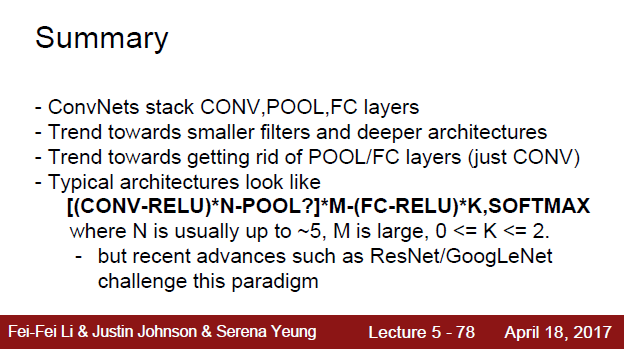 Summary
- ConvNets stack CONV,POOL,FC layers
- Trend towards smaller filters and deeper architectures
- Trend towards getting rid of POOL/FC layers (just CONV)
- Typical architectures look like
[(CONV-RELU)*N-POOL?]*M-(FC-RELU)*K,SOFTMAX
where N is usually up to ~5, M is large, 0 <= K <= 2.
- but recent advances such as ResNet/GoogLeNet
challenge this paradigm
Fei-Fei Li & Justin Johnson & Serena Yeung Lecture 5 - 78 April 18, 2017